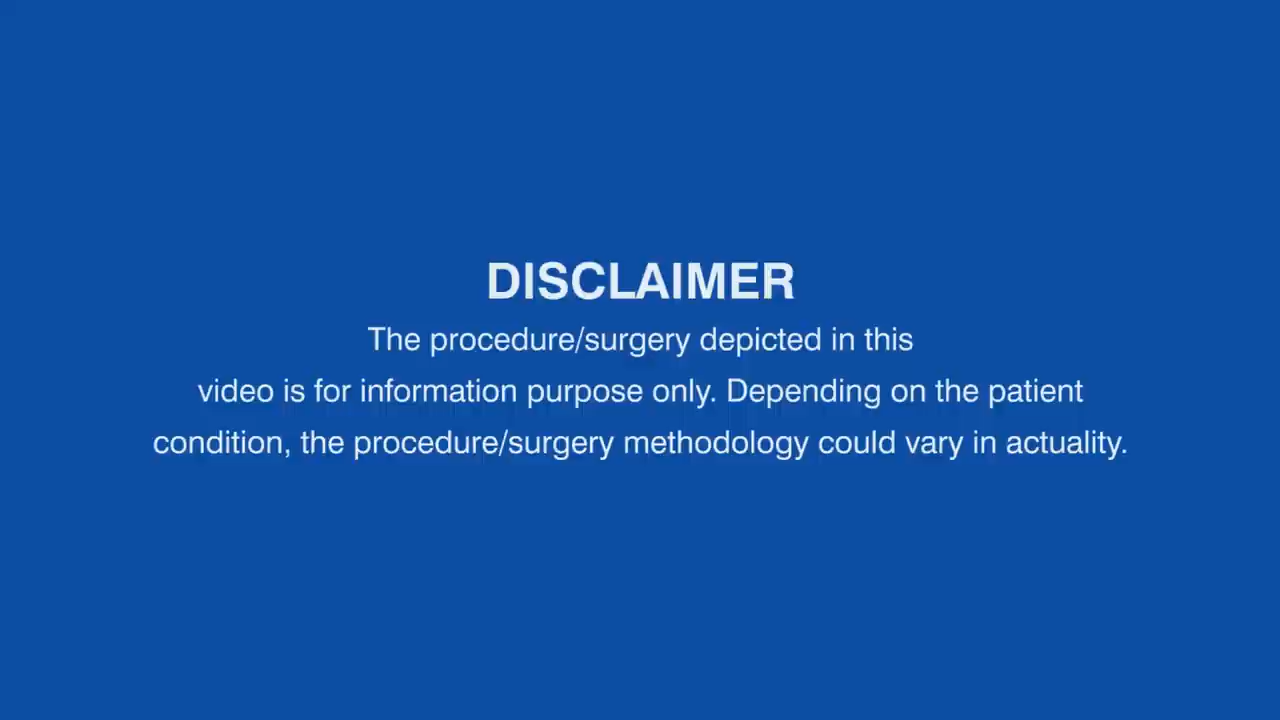 DISCLAIMER
The procedure/surgery depicted in this
video is for information purpose only. Depending on the patient
condition, the procedure/surgery methodology could vary in actuality.